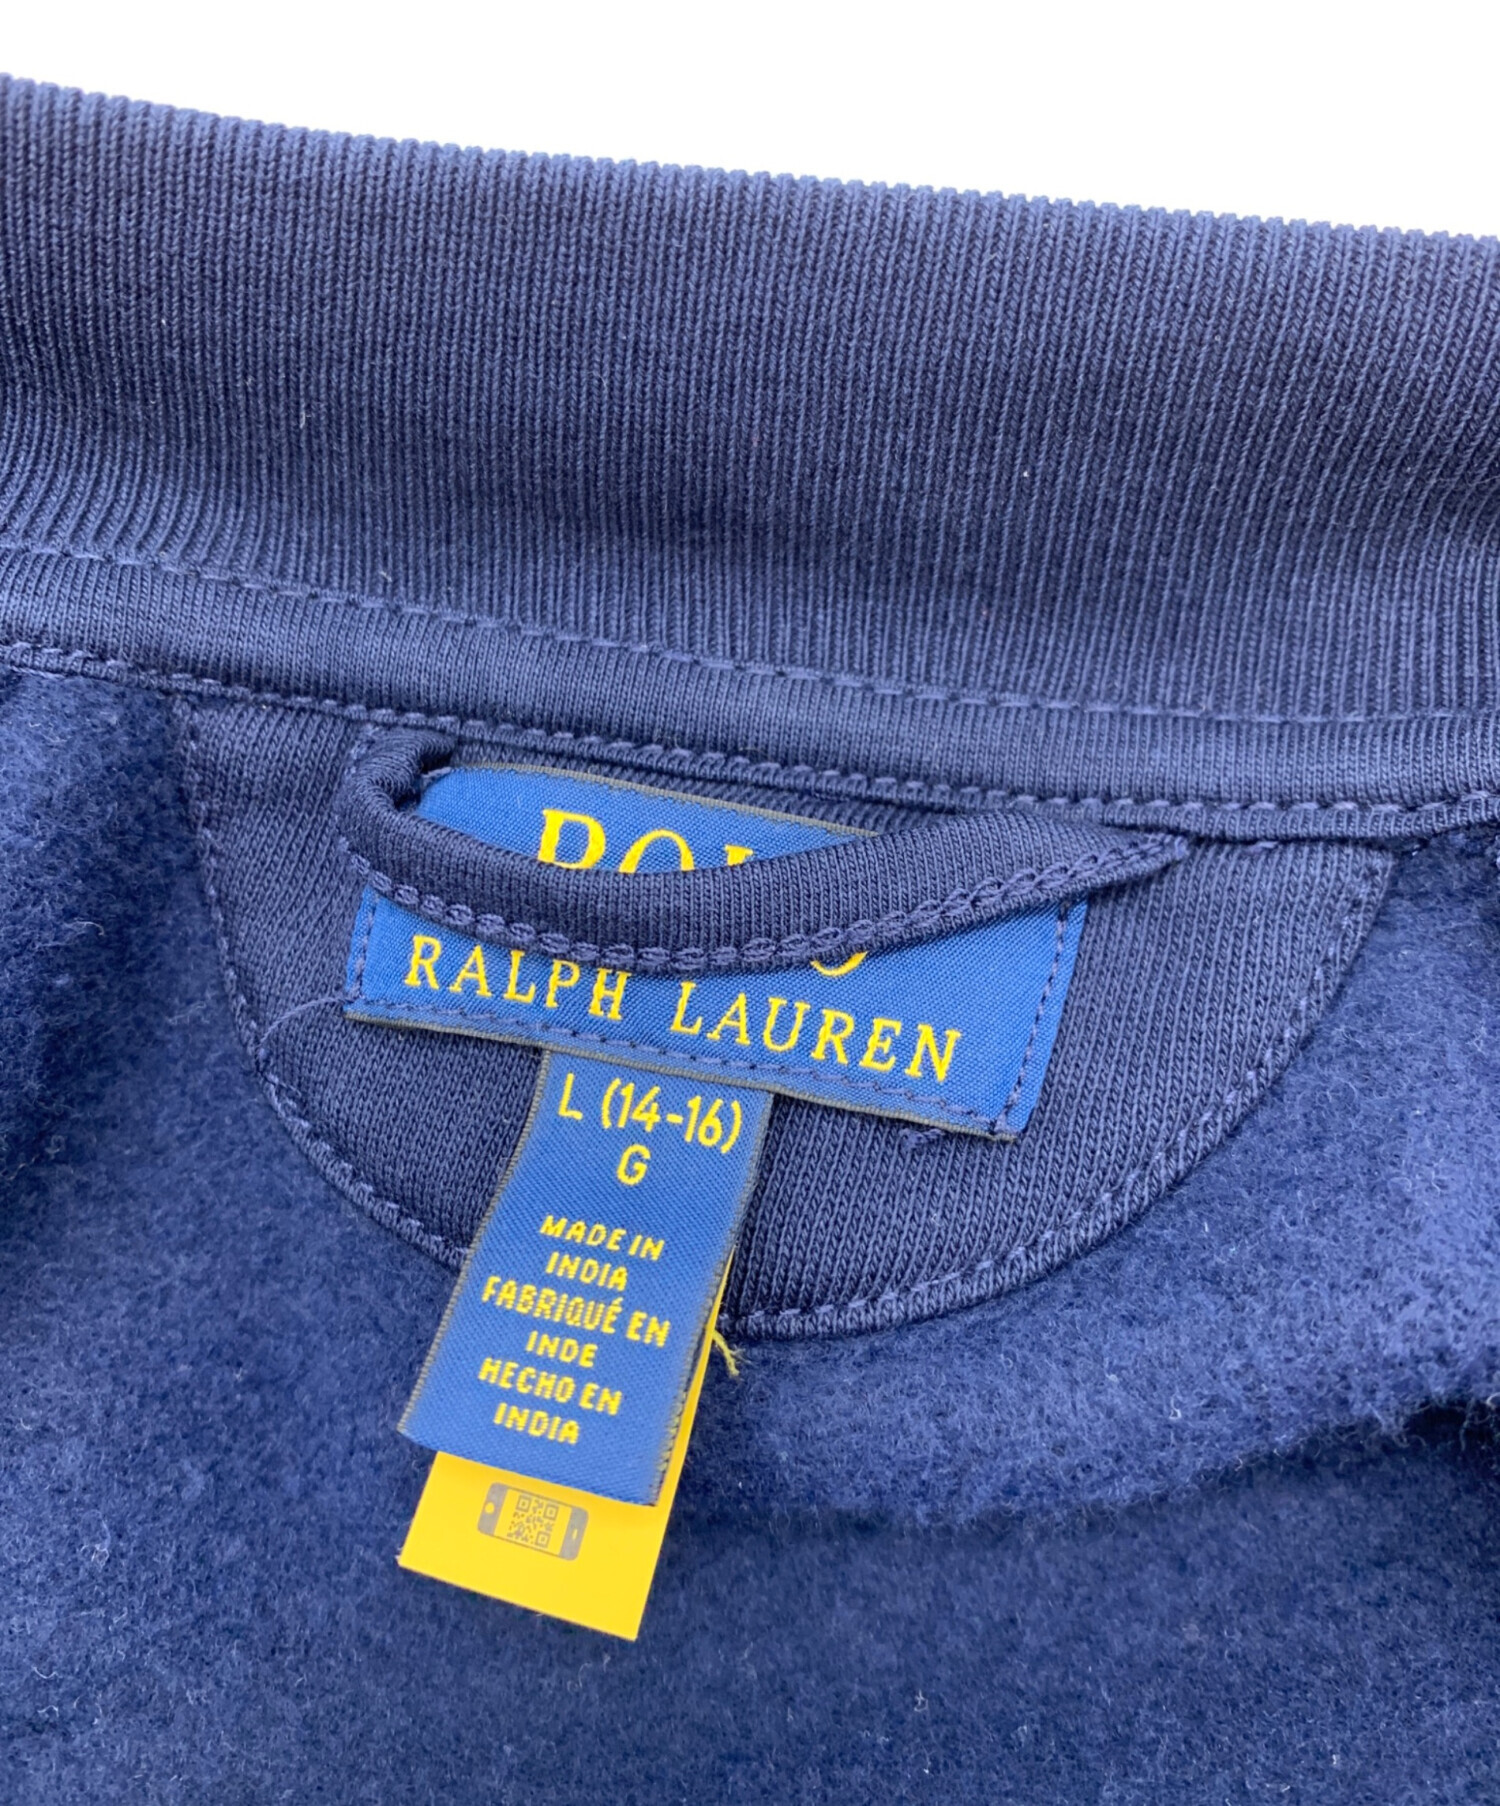 RALPH LAUREN
L (14-16)
G
MADE IN
INDIA
FABRIQUÉ EN
INDE
HECHO EN
INDIA